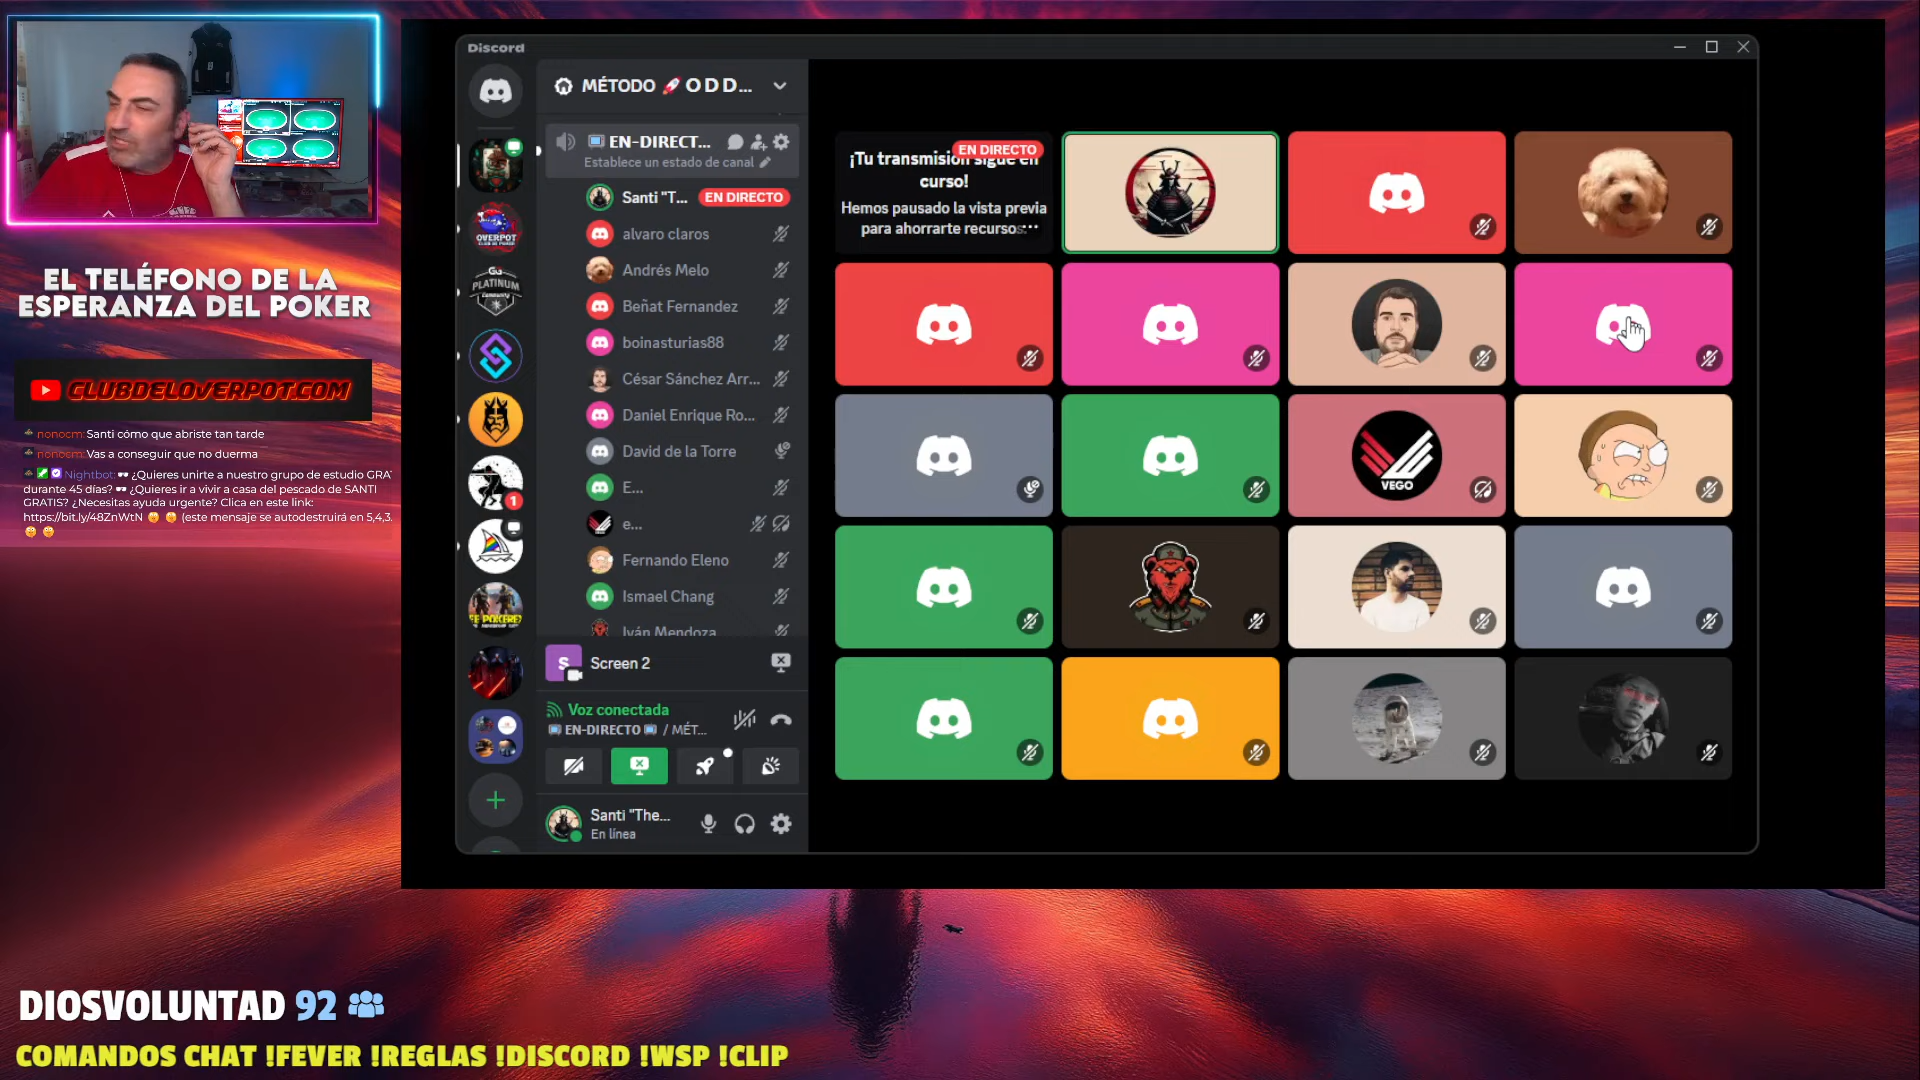 EL TELÉFONO DE LA
ESPERANZA DEL POKER
CLUBDELOVERPOT.COM
nonocm: Santi cómo que abriste tan tarde
nonocm: Vas a conseguir que no duerma
Nightbot: 🕶 ¿Quieres unirte a nuestro grupo de estudio GRA
durante 45 días? 🕶 ¿Quieres ir a vivir a casa del pescado de SANTI
GRATIS? ¿Necesitas ayuda urgente? Clica en este link:
https://bit.ly/48ZnWtN 🤫 🤫 (este mensaje se autodestruirá en 5,4,3.
Discord
MÉTODO 🚀 O D D...
EN-DIRECT...
Establece un estado de canal
Santi "T... EN DIRECTO
alvaro claros
Andrés Melo
Beñat Fernandez
boinasturias88
César Sánchez Arr...
Daniel Enrique Ro...
David de la Torre
E...
e...
Fernando Eleno
Ismael Chang
Iván Mendoza
S
Screen 2
Voz conectada
EN-DIRECTO / MÉT...
Santi "The...
En línea
OVERPOT
PLATINUM
1
EN DIRECTO
¡Tu transmisión sigue en
curso!
Hemos pausado la vista previa
para ahorrarte recursos...
VEGO
DIOSVOLUNTAD 92
COMANDOS CHAT !FEVER !REGLAS !DISCORD !WSP !CLIP